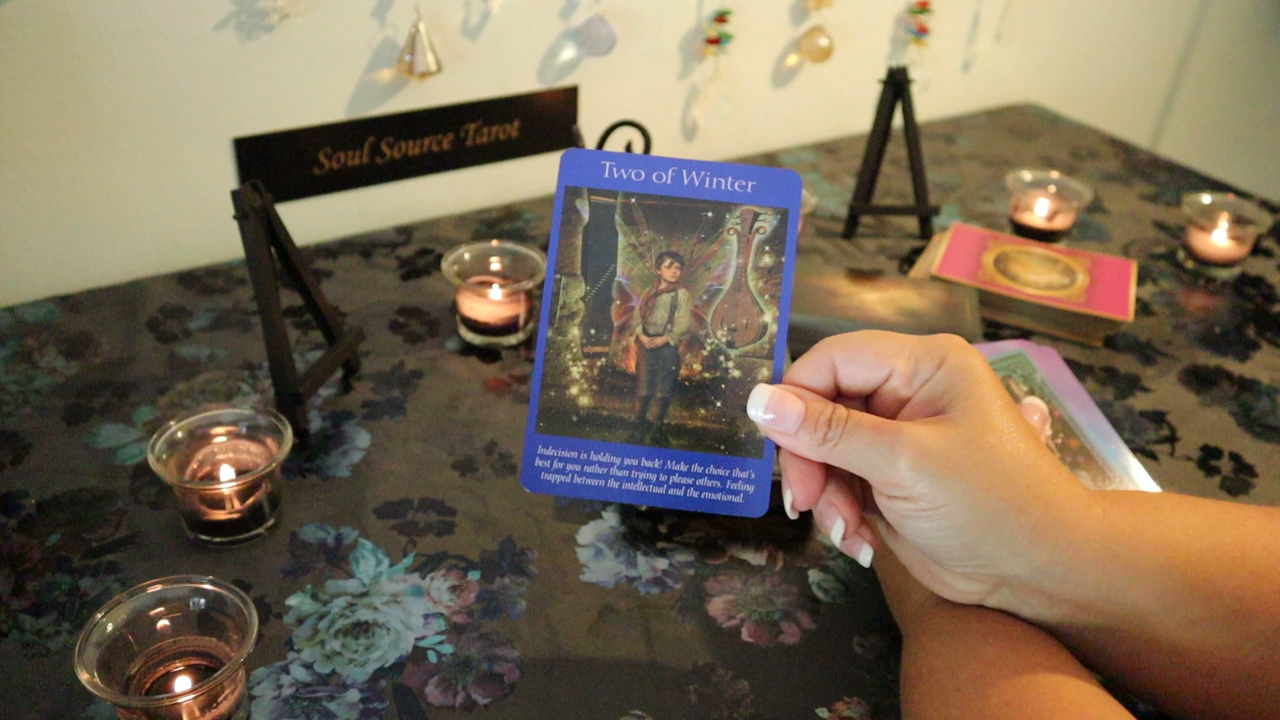 Soul Source Tarot
Two of Winter
Indecision is holding you back! Make the choice that's
best for you rather than trying to please others. Feeling
trapped between the intellectual and the emotional.